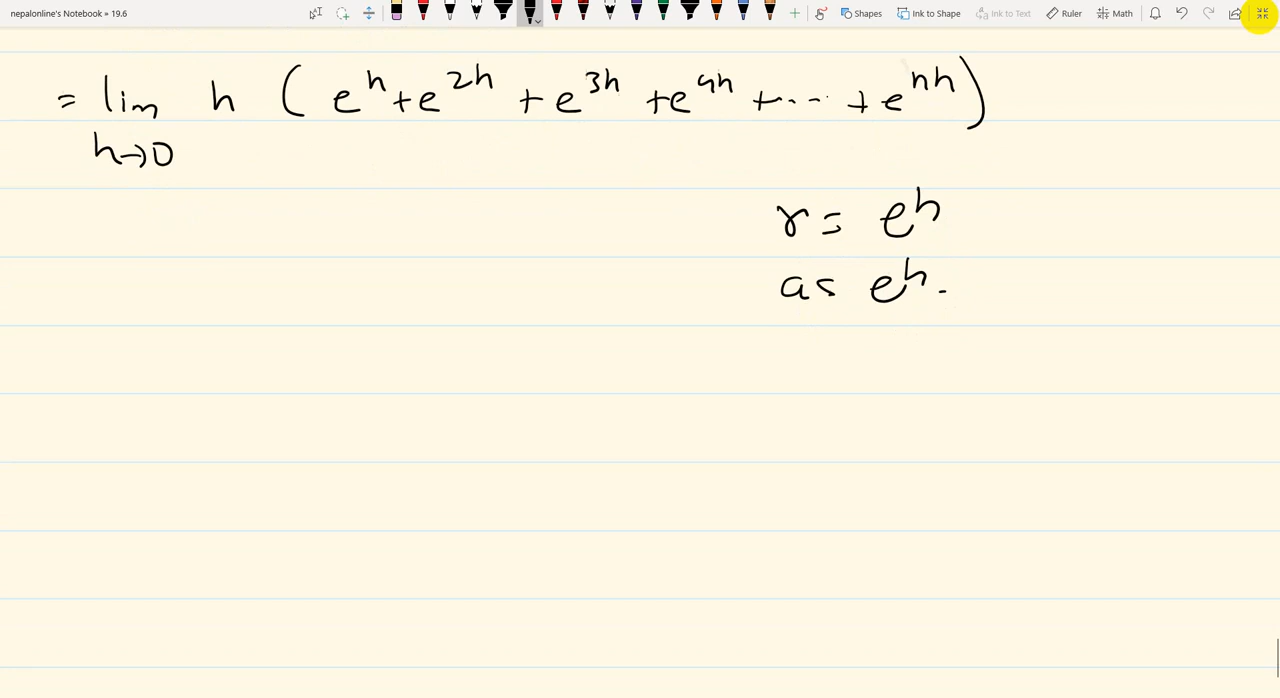 nepalonline's Notebook » 19.6
Shapes Ink to Shape Ink to Text Ruler Math
= lim h ( e^h + e^2h + e^3h + e^4h + ... + e^nh )
h→0
r = e^h
a = e^h.